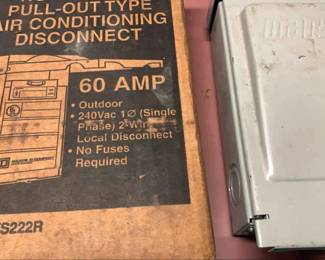 PULL-OUT TYPE
AIR CONDITIONING
DISCONNECT
60 AMP
• Outdoor
• 240Vac 1Ø (Single
Phase) 2-Wire
Local Disconnect
• No Fuses
Required
S222R